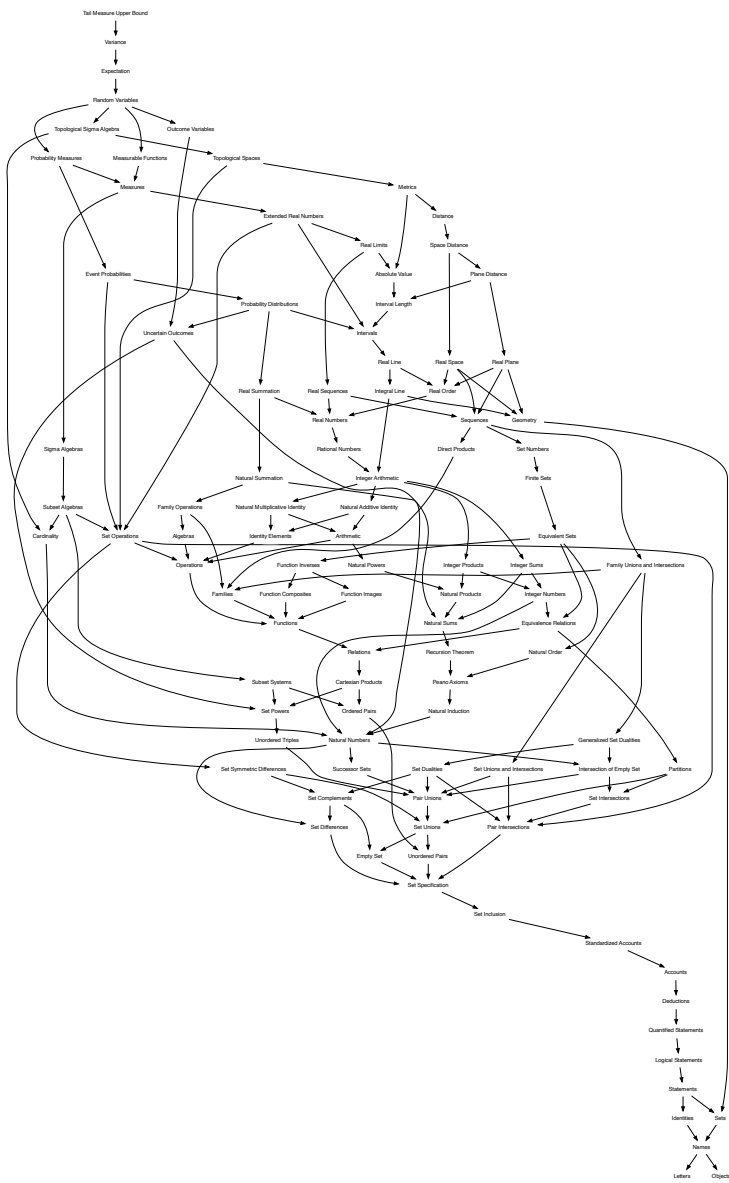 Tail Measure Upper Bound
Variance
Expectation
Random Variables
Topological Sigma Algebra
Outcome Variables
Probability Measures
Measurable Functions
Topological Spaces
Measures
Metrics
Extended Real Numbers
Distance
Real Limits
Space Distance
Event Probabilities
Absolute Value
Plane Distance
Probability Distributions
Interval Length
Uncertain Outcomes
Intervals
Real Line
Real Space
Real Plane
Real Summation
Real Sequences
Integral Line
Real Order
Real Numbers
Sequences
Geometry
Sigma Algebras
Rational Numbers
Direct Products
Set Numbers
Natural Summation
Integer Arithmetic
Finite Sets
Subset Algebras
Family Operations
Natural Multiplicative Identity
Natural Additive Identity
Cardinality
Set Operations
Algebras
Identity Elements
Arithmetic
Equivalent Sets
Operations
Function Inverses
Natural Powers
Integer Products
Integer Sums
Family Unions and Intersections
Families
Function Composites
Function Images
Natural Products
Integer Numbers
Functions
Natural Sums
Equivalence Relations
Relations
Recursion Theorem
Natural Order
Subset Systems
Cartesian Products
Peano Axioms
Set Powers
Ordered Pairs
Natural Induction
Unordered Triples
Natural Numbers
Generalized Set Dualities
Set Symmetric Differences
Successor Sets
Set Dualities
Set Unions and Intersections
Intersection of Empty Set
Partitions
Set Complements
Pair Unions
Set Intersections
Set Differences
Set Unions
Pair Intersections
Empty Set
Unordered Pairs
Set Specification
Set Inclusion
Standardized Accounts
Accounts
Deductions
Quantified Statements
Logical Statements
Statements
Identities
Sets
Names
Letters
Objects